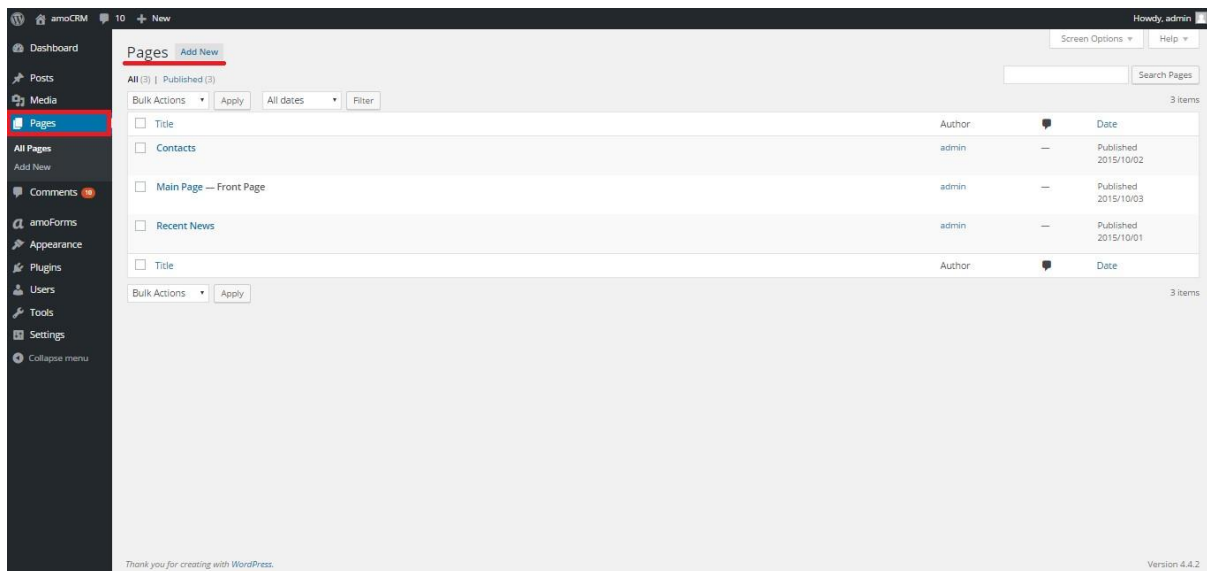 amoCRM 10 + New Howdy, admin
Dashboard
Posts
Media
Pages
All Pages
Add New
Comments 10
amoForms
Appearance
Plugins
Users
Tools
Settings
Collapse menu
Screen Options Help
Pages Add New
All (3) | Published (3)
Search Pages
Bulk Actions Apply All dates Filter 3 items
Title Author Date
Contacts admin — Published
2015/10/02
Main Page — Front Page admin — Published
2015/10/03
Recent News admin — Published
2015/10/01
Title Author Date
Bulk Actions Apply 3 items
Thank you for creating with WordPress. Version 4.4.2